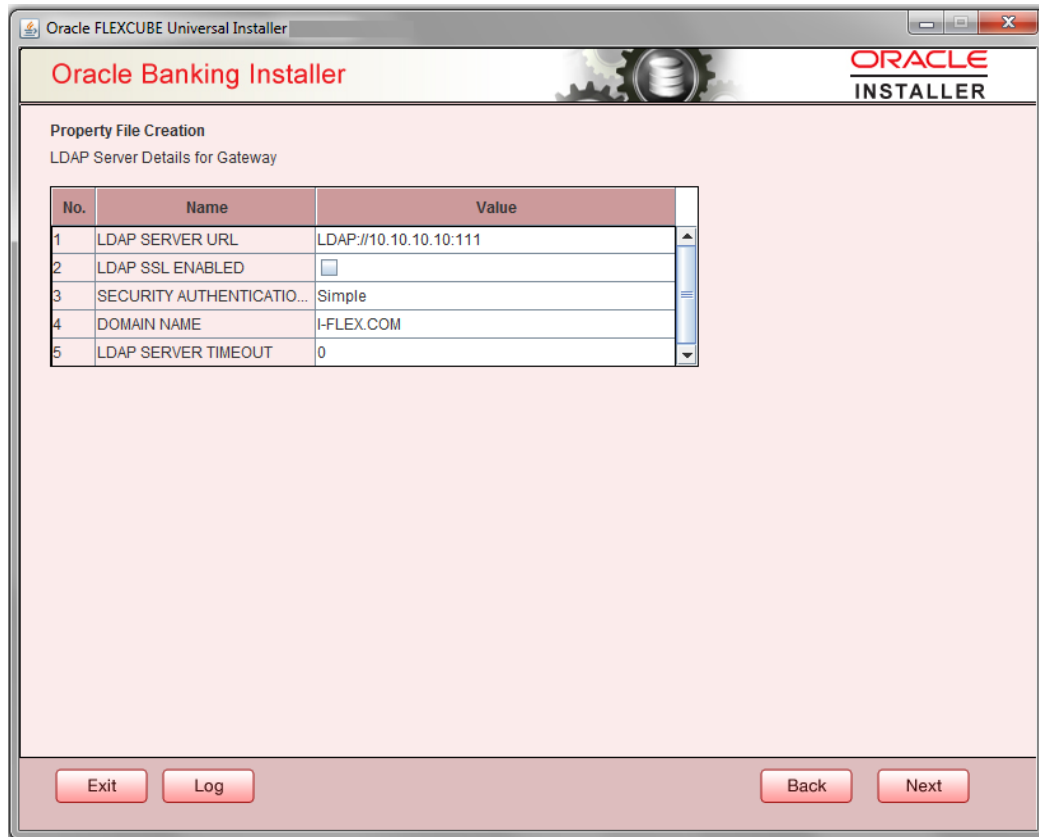 Oracle FLEXCUBE Universal Installer
Oracle Banking Installer
ORACLE
INSTALLER
Property File Creation
LDAP Server Details for Gateway
No. Name Value
1 LDAP SERVER URL LDAP://10.10.10.10:111
2 LDAP SSL ENABLED
3 SECURITY AUTHENTICATIO... Simple
4 DOMAIN NAME I-FLEX.COM
5 LDAP SERVER TIMEOUT 0
Exit Log Back Next